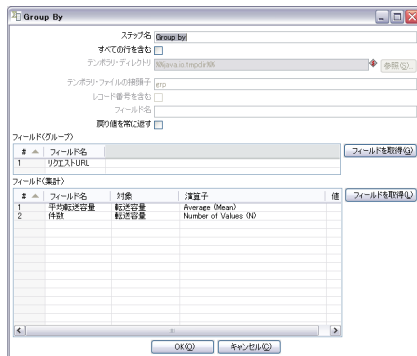 Group By
ステップ名 Group by
すべての行を含む
テンポラリ・ディレクトリ %%java.io.tmpdir%% 参照(S)...
テンポラリ・ファイルの接頭子 grp
レコード番号を含む
フィールド名
戻り値を常に返す
フィールド(グループ)
# フィールド名 フィールドを取得(G)
1 リクエストURL
フィールド(集計)
# フィールド名 対象 演算子 値 フィールドを取得(L)
1 平均転送容量 転送容量 Average (Mean)
2 件数 転送容量 Number of Values (N)
OK(O) キャンセル(C)